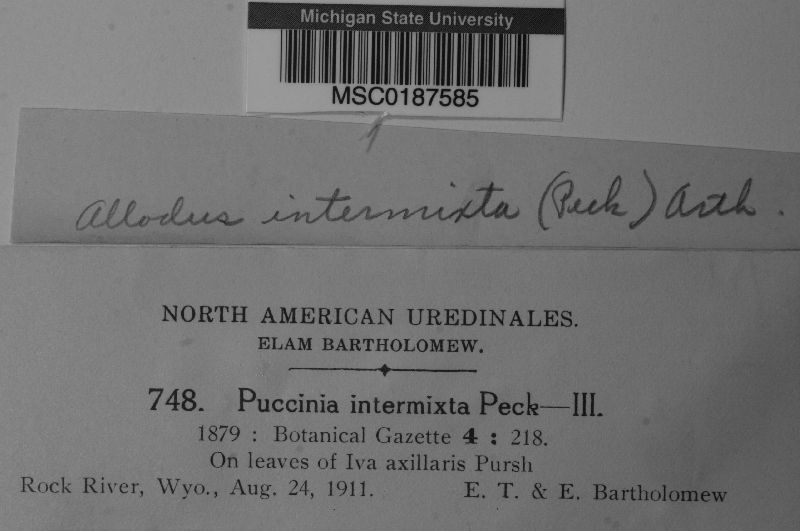 Michigan State University
MSC0187585
Allodus intermixta (Peck) Arth.
NORTH AMERICAN UREDINALES.
ELAM BARTHOLOMEW.
748. Puccinia intermixta Peck—III.
1879 : Botanical Gazette 4 : 218.
On leaves of Iva axillaris Pursh
Rock River, Wyo., Aug. 24, 1911. E. T. & E. Bartholomew